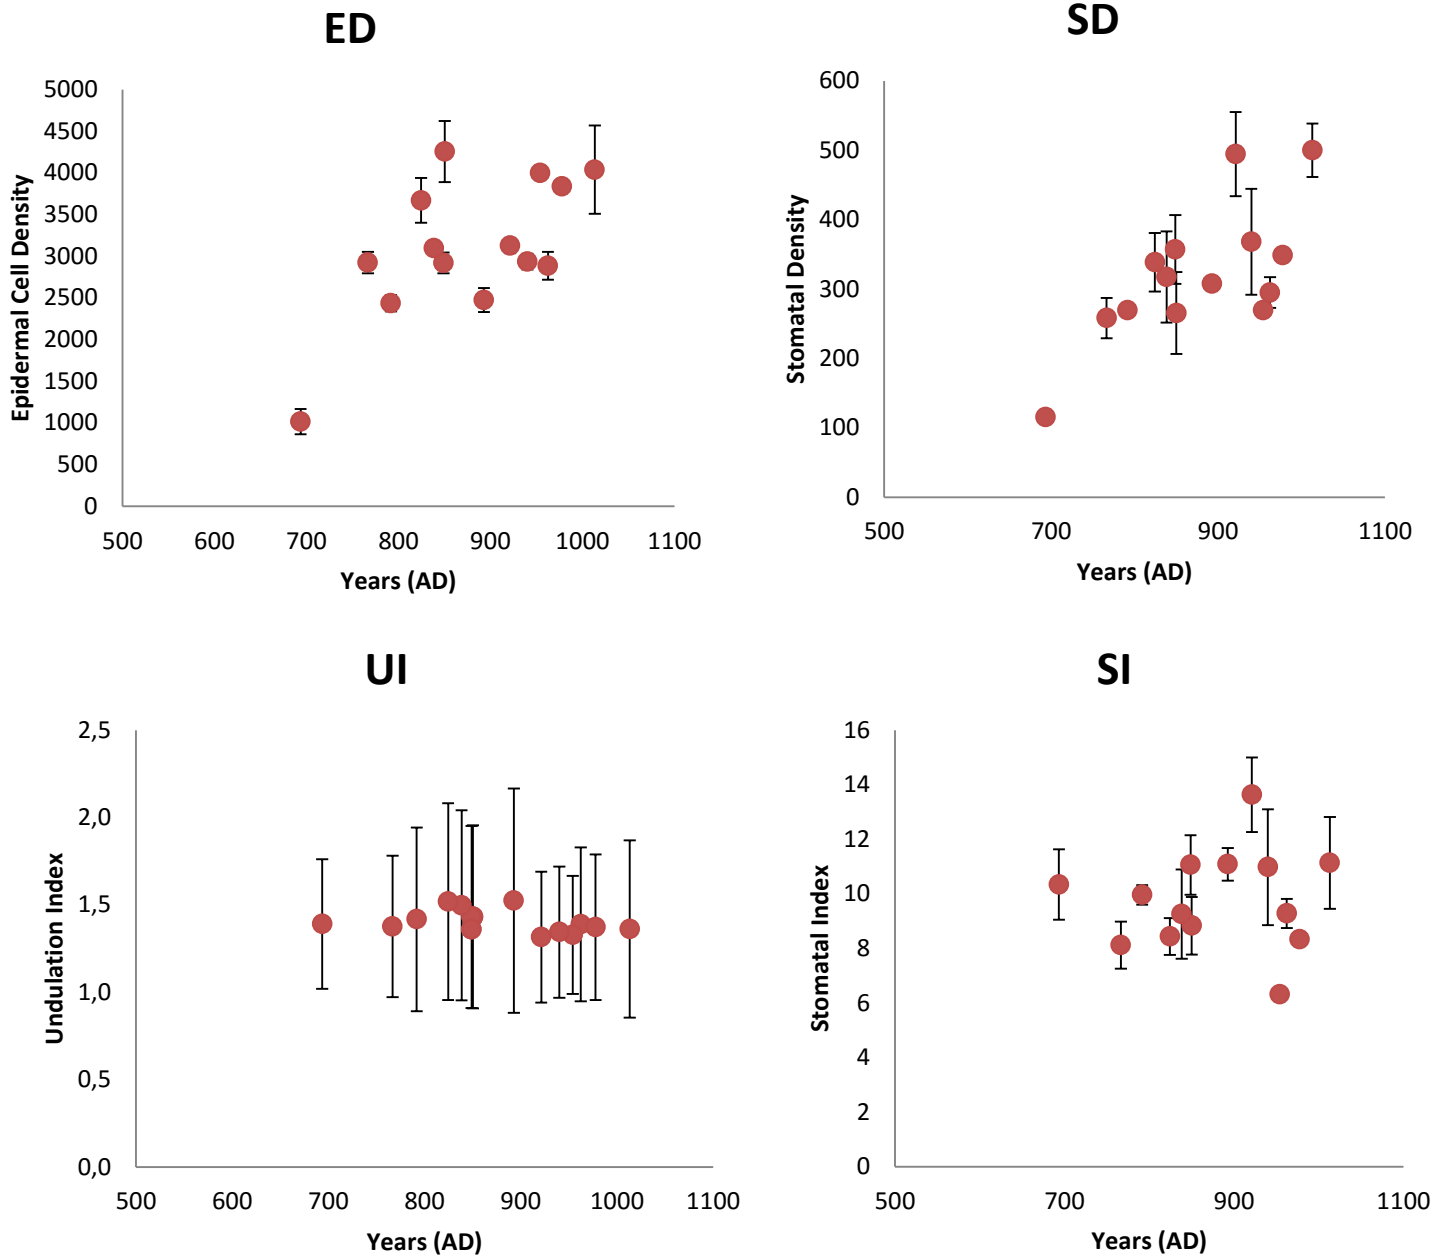 ED
5000
4500
4000
3500
3000
2500
2000
1500
1000
500
0
Epidermal Cell Density
500 600 700 800 900 1000 1100
Years (AD)
SD
600
500
400
300
200
100
0
Stomatal Density
500 700 900 1100
Years (AD)
UI
2,5
2,0
1,5
1,0
0,5
0,0
Undulation Index
500 600 700 800 900 1000 1100
Years (AD)
SI
16
14
12
10
8
6
4
2
0
Stomatal Index
500 700 900 1100
Years (AD)